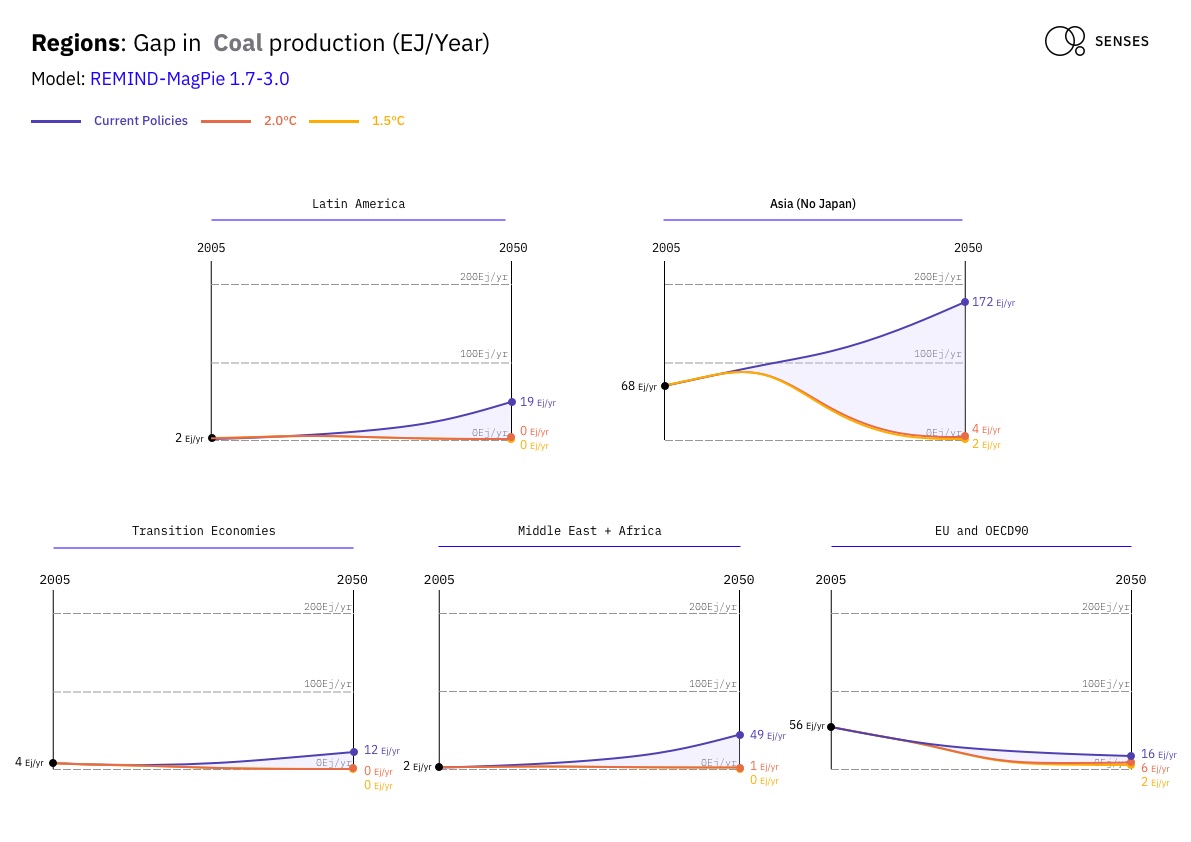 Regions: Gap in Coal production (EJ/Year)
SENSES
Model: REMIND-MagPie 1.7-3.0
Current Policies 2.0°C 1.5°C
Latin America
2005 2050
200Ej/yr
100Ej/yr
0Ej/yr
2 Ej/yr
19 Ej/yr
0 Ej/yr
0 Ej/yr
Asia (No Japan)
2005 2050
200Ej/yr
100Ej/yr
0Ej/yr
68 Ej/yr
172 Ej/yr
4 Ej/yr
2 Ej/yr
Transition Economies
2005 2050
200Ej/yr
100Ej/yr
0Ej/yr
4 Ej/yr
12 Ej/yr
0 Ej/yr
0 Ej/yr
Middle East + Africa
2005 2050
200Ej/yr
100Ej/yr
0Ej/yr
2 Ej/yr
49 Ej/yr
1 Ej/yr
0 Ej/yr
EU and OECD90
2005 2050
200Ej/yr
100Ej/yr
0Ej/yr
56 Ej/yr
16 Ej/yr
6 Ej/yr
2 Ej/yr